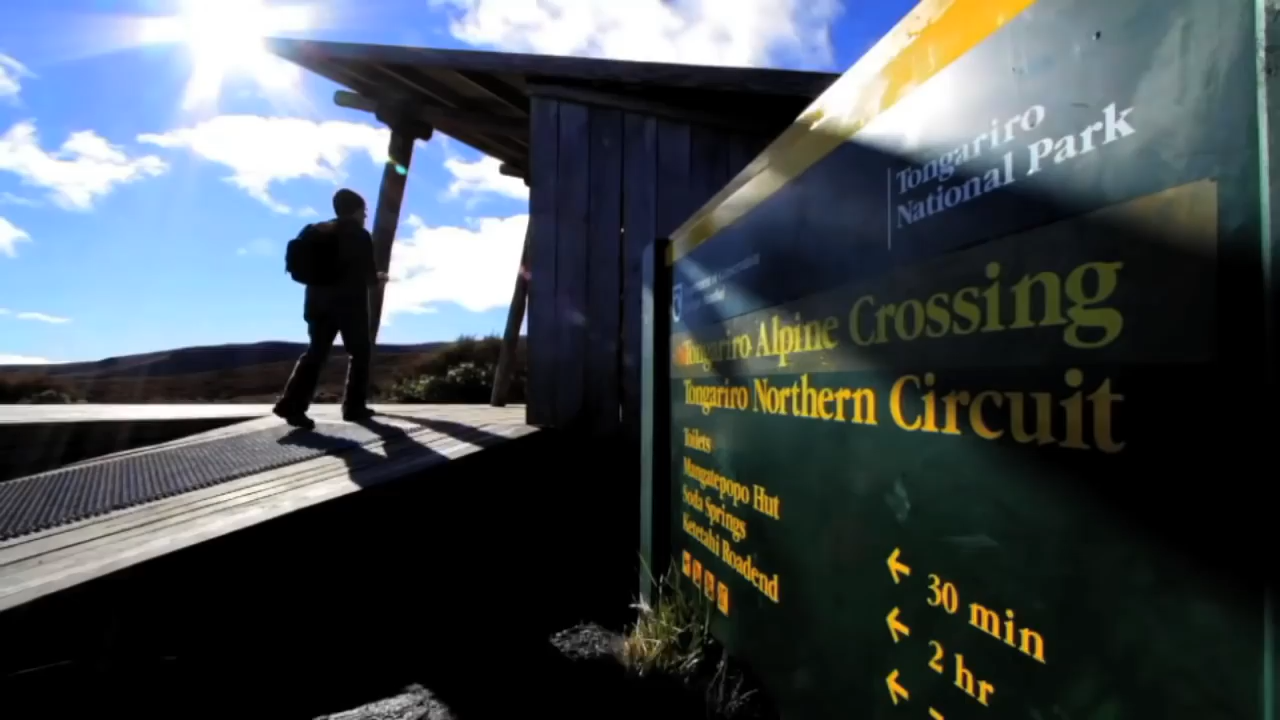 Tongariro
National Park
Tongariro Alpine Crossing
Tongariro Northern Circuit
Toilets
Mangatepopo Hut
Soda Springs
Ketetahi Roadend
30 min
2 hr